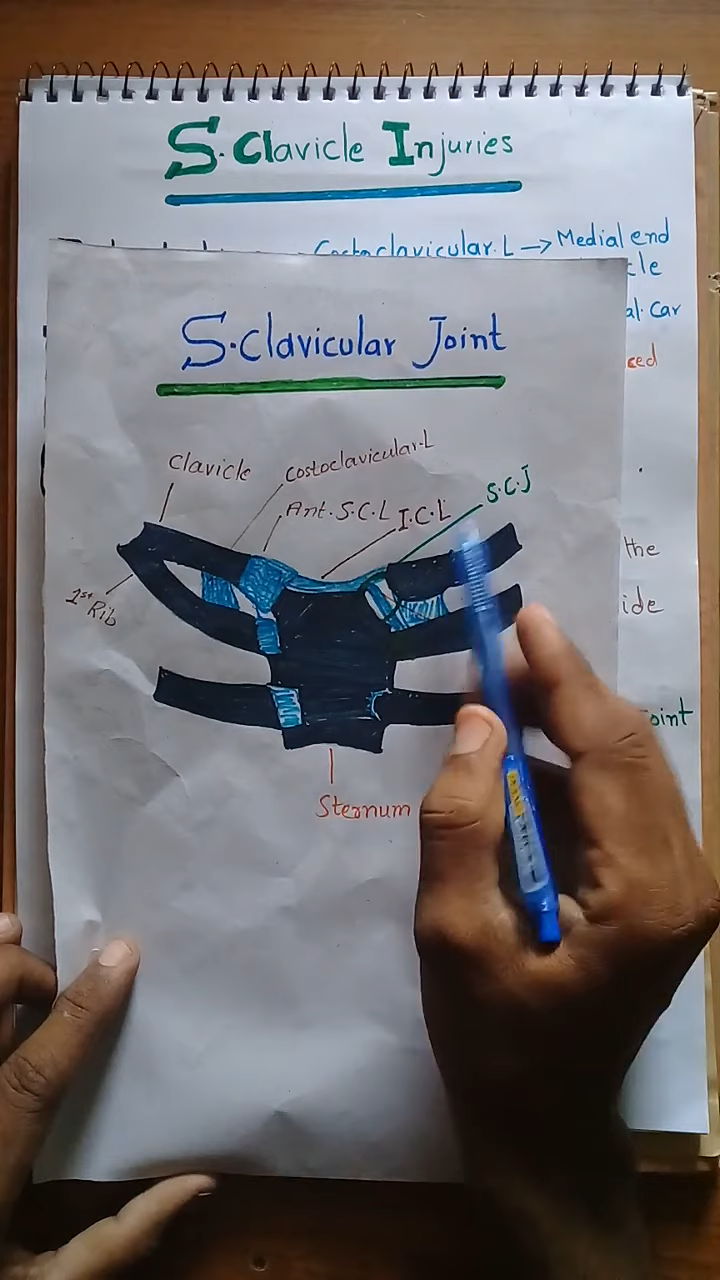 S.Clavicle Injuries
Costoclavicular.L → Medial end
cle
al.Car
ced
S.Clavicular Joint
Clavicle
Costoclavicular.L
Ant.S.C.L
I.C.L
S.C.J
1st Rib
the
ide
oint
Sternum